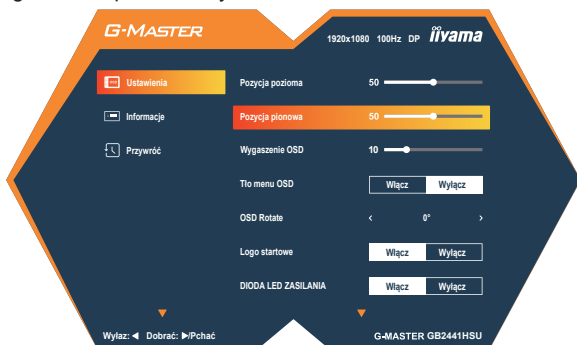 G-MASTER
1920x1080 100Hz DP iiyama
Ustawienia
Informacje
Przywróć
Pozycja pozioma 50
Pozycja pionowa 50
Wygaszenie OSD 10
Tło menu OSD Włącz Wyłącz
OSD Rotate < 0° >
Logo startowe Włącz Wyłącz
DIODA LED ZASILANIA Włącz Wyłącz
Wyłaz: ◀ Dobrać: ▶/Pchać
G-MASTER GB2441HSU